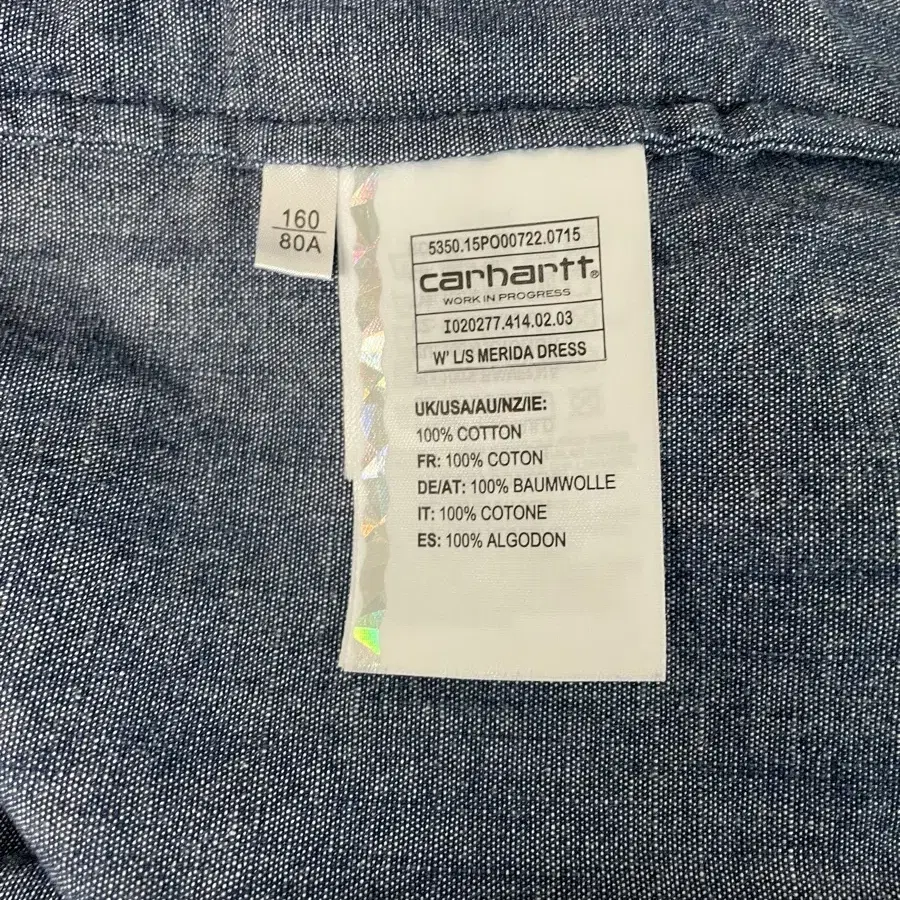 160
80A
5350.15PO00722.0715
carhartt®
WORK IN PROGRESS
I020277.414.02.03
W' L/S MERIDA DRESS
UK/USA/AU/NZ/IE:
100% COTTON
FR: 100% COTON
DE/AT: 100% BAUMWOLLE
IT: 100% COTONE
ES: 100% ALGODON